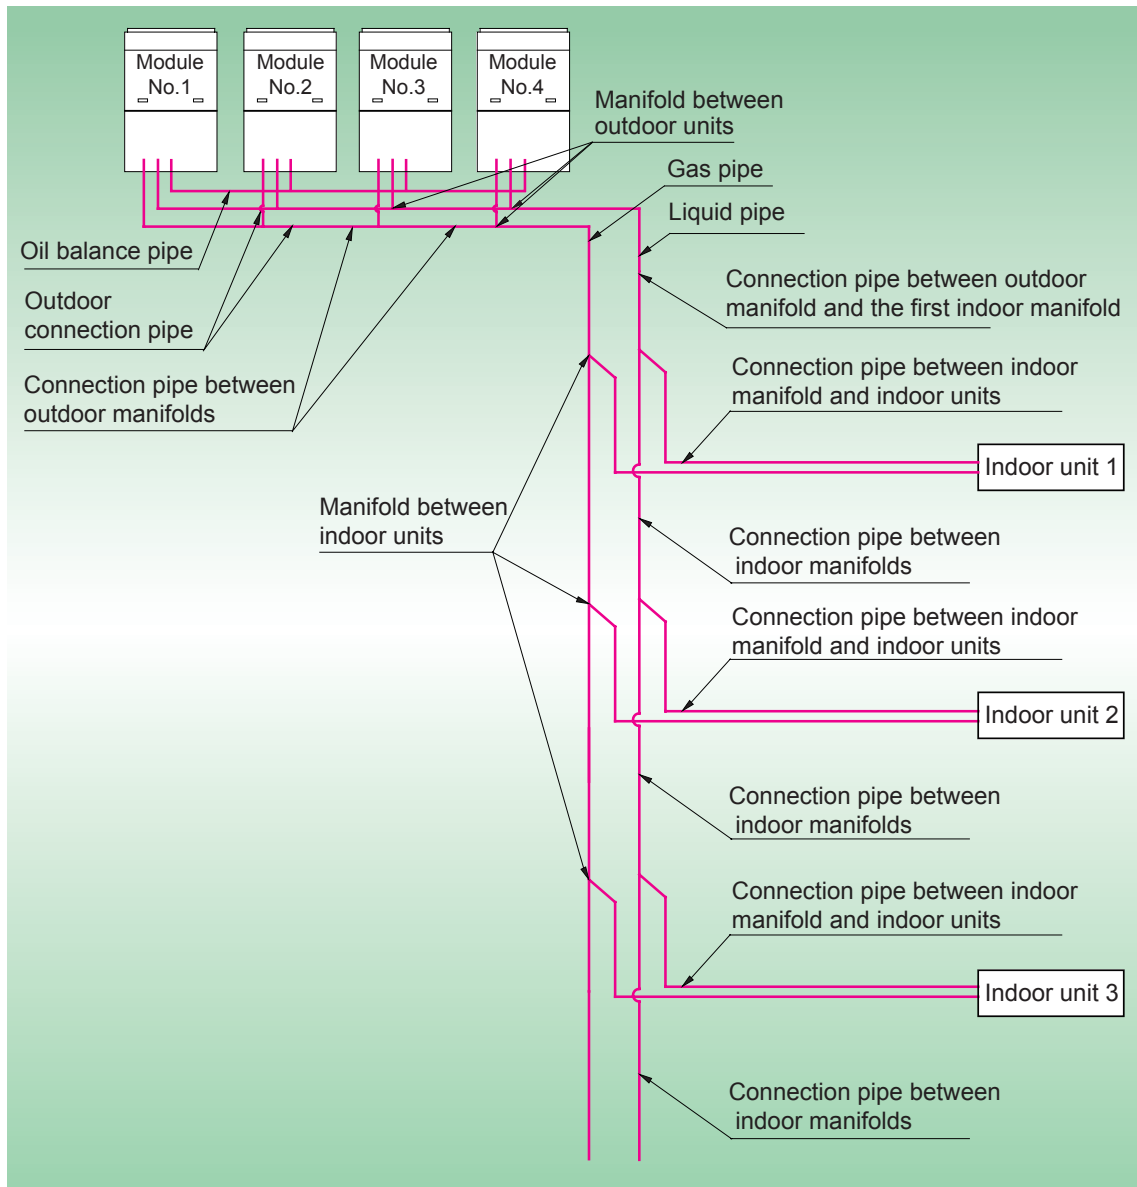 Module
No.1
Module
No.2
Module
No.3
Module
No.4
Manifold between
outdoor units
Gas pipe
Liquid pipe
Oil balance pipe
Outdoor
connection pipe
Connection pipe between outdoor
manifold and the first indoor manifold
Connection pipe between
outdoor manifolds
Connection pipe between indoor
manifold and indoor units
Indoor unit 1
Manifold between
indoor units
Connection pipe between
indoor manifolds
Connection pipe between indoor
manifold and indoor units
Indoor unit 2
Connection pipe between
indoor manifolds
Connection pipe between indoor
manifold and indoor units
Indoor unit 3
Connection pipe between
indoor manifolds